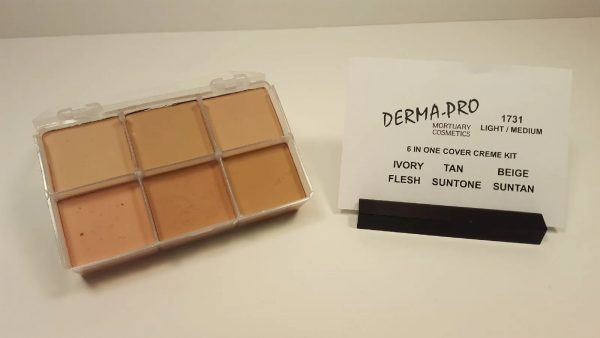 DERMA-PRO
MORTUARY
COSMETICS
1731
LIGHT / MEDIUM
6 IN ONE COVER CREME KIT
IVORY TAN BEIGE
FLESH SUNTONE SUNTAN